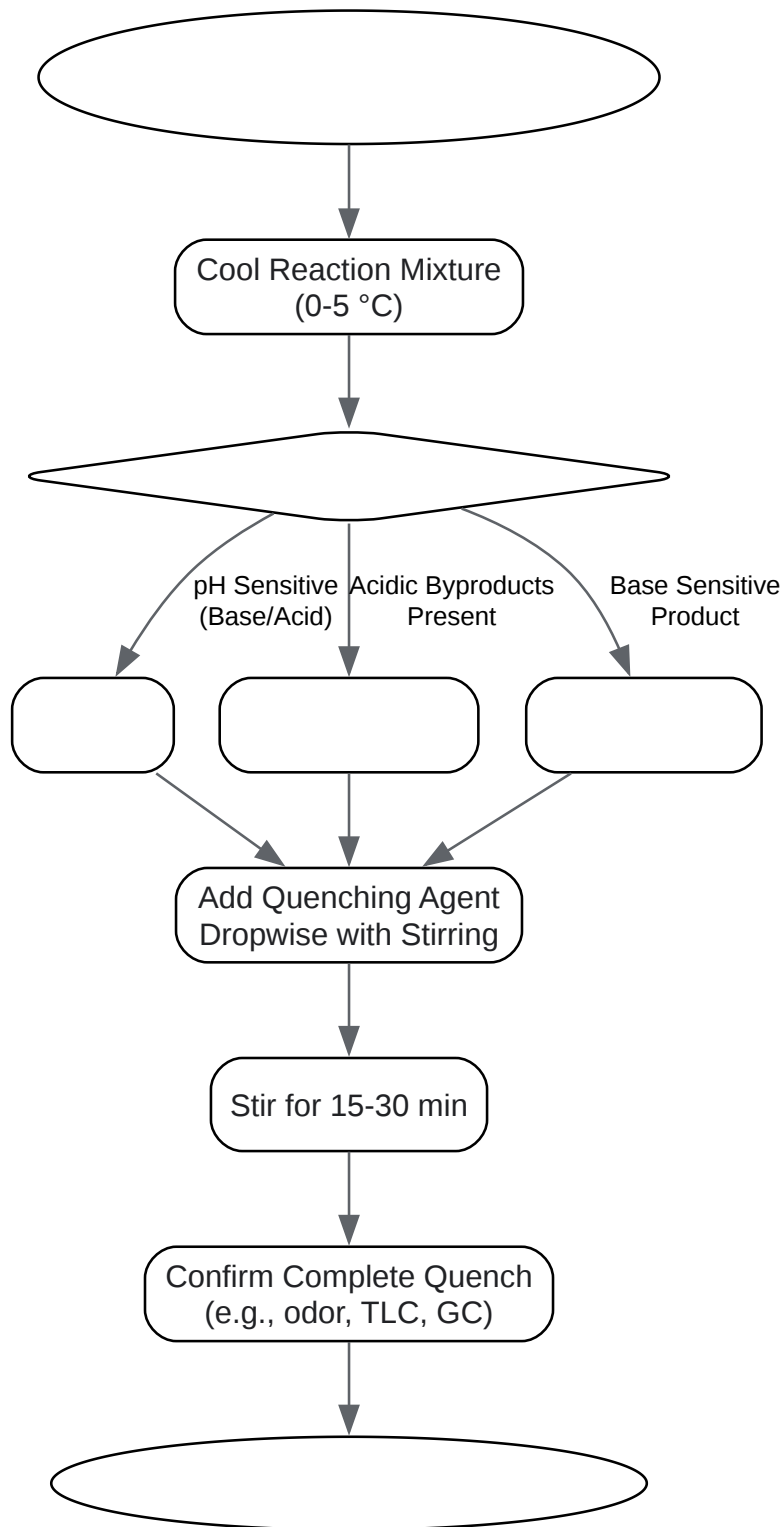 Cool Reaction Mixture
(0-5 °C)
pH Sensitive
(Base/Acid)
Acidic Byproducts
Present
Base Sensitive
Product
Add Quenching Agent
Dropwise with Stirring
Stir for 15-30 min
Confirm Complete Quench
(e.g., odor, TLC, GC)